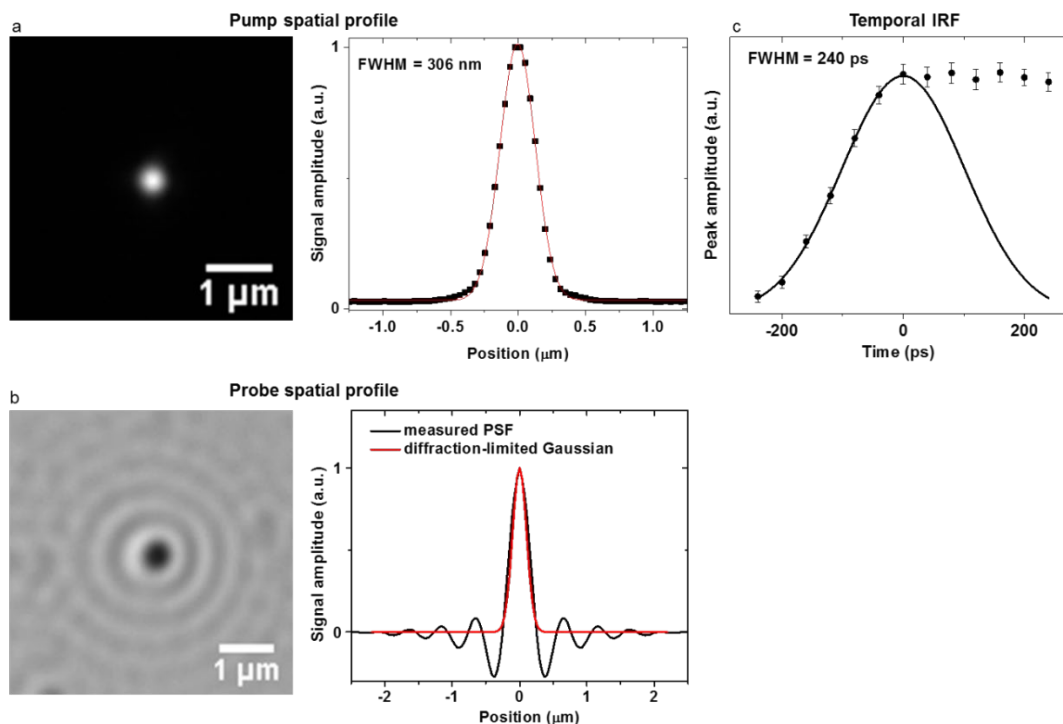 a
Pump spatial profile
1 μm
FWHM = 306 nm
Signal amplitude (a.u.)
1
0
-1.0 -0.5 0.0 0.5 1.0
Position (μm)
c
Temporal IRF
FWHM = 240 ps
Peak amplitude (a.u.)
-200 0 200
Time (ps)
b
Probe spatial profile
1 μm
measured PSF
diffraction-limited Gaussian
Signal amplitude (a.u.)
1
0
-2 -1 0 1 2
Position (μm)